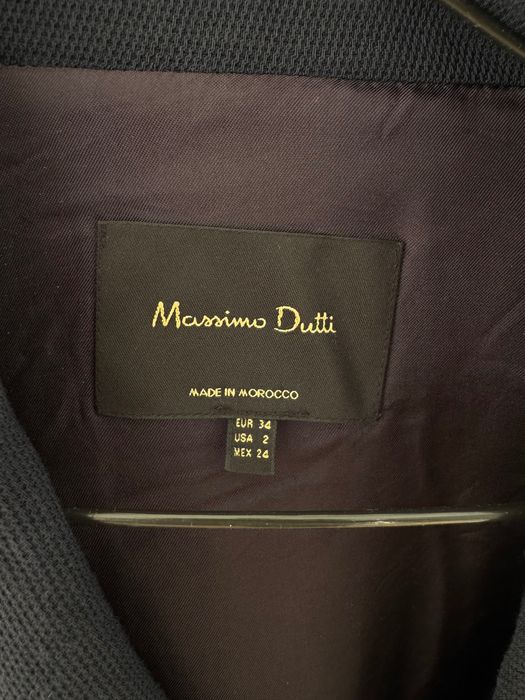 Massimo Dutti
MADE IN MOROCCO
EUR 34
USA 2
MEX 24